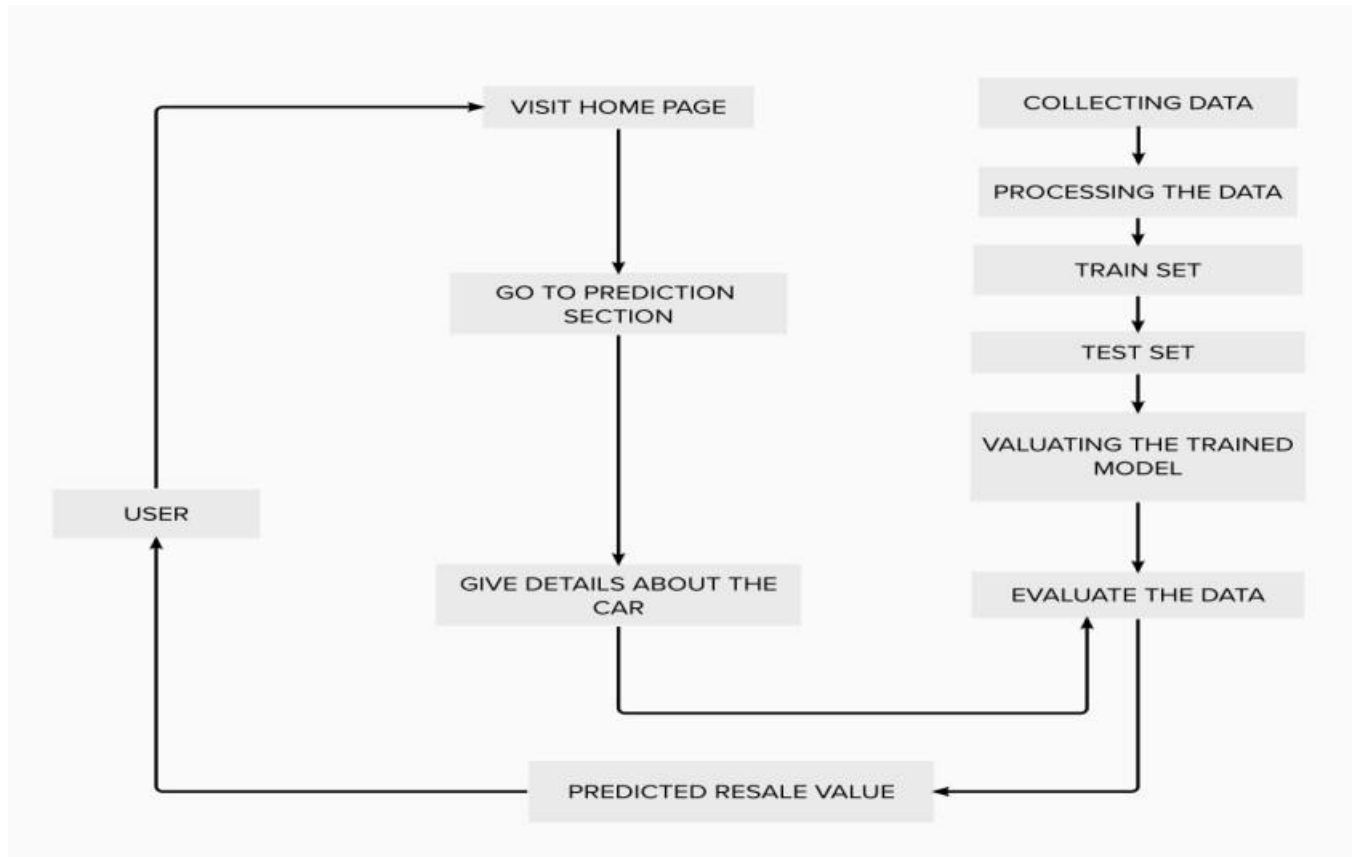 VISIT HOME PAGE
COLLECTING DATA
PROCESSING THE DATA
TRAIN SET
GO TO PREDICTION
SECTION
TEST SET
VALUATING THE TRAINED
MODEL
USER
GIVE DETAILS ABOUT THE
CAR
EVALUATE THE DATA
PREDICTED RESALE VALUE